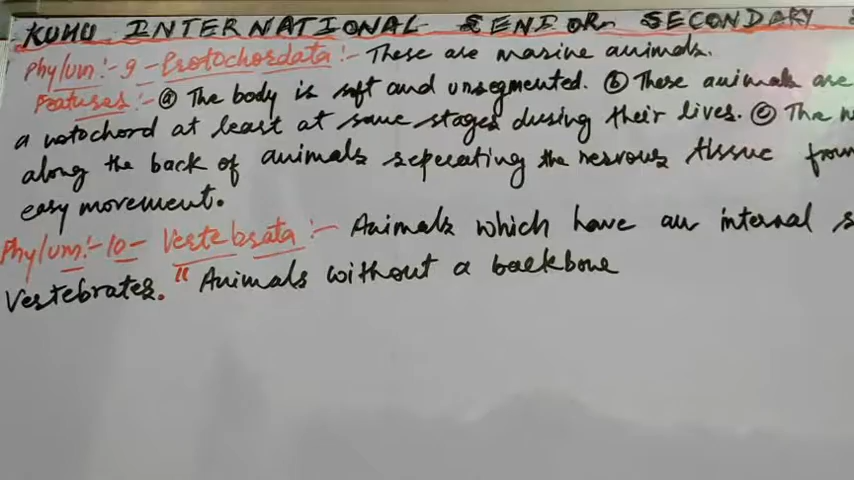 KUHU INTERNATIONAL SENIOR SECONDARY
Phylum:- 9 - Protochordata :- These are marine animals.
Features :- ⓐ The body is soft and unsegmented. ⓑ These animals are
a notochord at least at some stages during their lives. ⓒ The
along the back of animals seperating the nervous tissue from
easy movement.
Phylum:- 10 - Vertebrata :- Animals which have an internal
Vertebrates. " Animals without a backbone